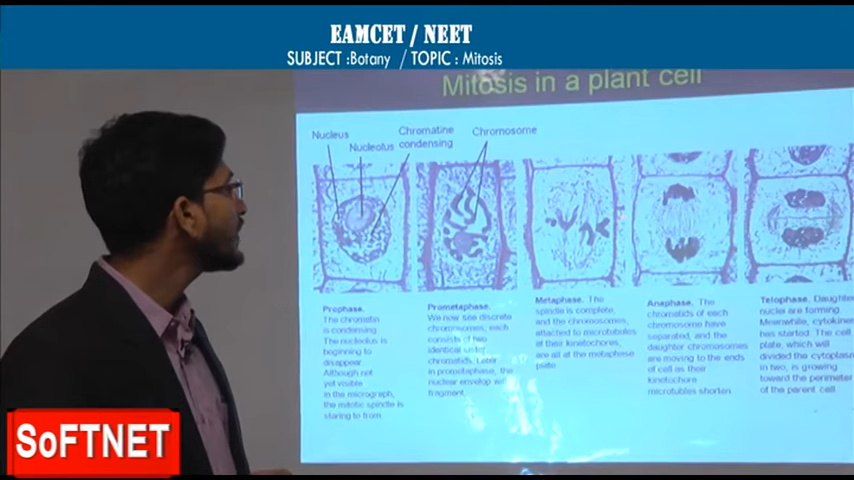 EAMCET / NEET
SUBJECT :Botany / TOPIC : Mitosis
Mitosis in a plant cell
Nucleus
Nucleolus
Chromatine
condensing
Chromosome
Prophase.
The chromatin
is condensing
The nucleolus is
beginning to
disappear
Although not
yet visible
in the micrograph,
the mitotic spindle is
staring to from
Prometaphase.
We now see discrete
chromosomes, each
consists of two
identical sister
chromatids. Later
in prometaphase, the
nuclear envelop will
fragment.
Metaphase. The
spindle is complete,
and the chromosomes,
attached to microtubules
at their kinetochores,
are all at the metaphase
plate
Anaphase. The
chromatids of each
chromosome have
separated, and the
daughter chromosomes
are moving to the ends
of cell as their
kinetochore
microtubules shorten
Telophase. Daughter
nuclei are forming
Meanwhile, cytokines
has started. The cell
plate, which will
divided the cytoplasm
in two, is growing
toward the perimeter
of the parent cell.
SoFTNET